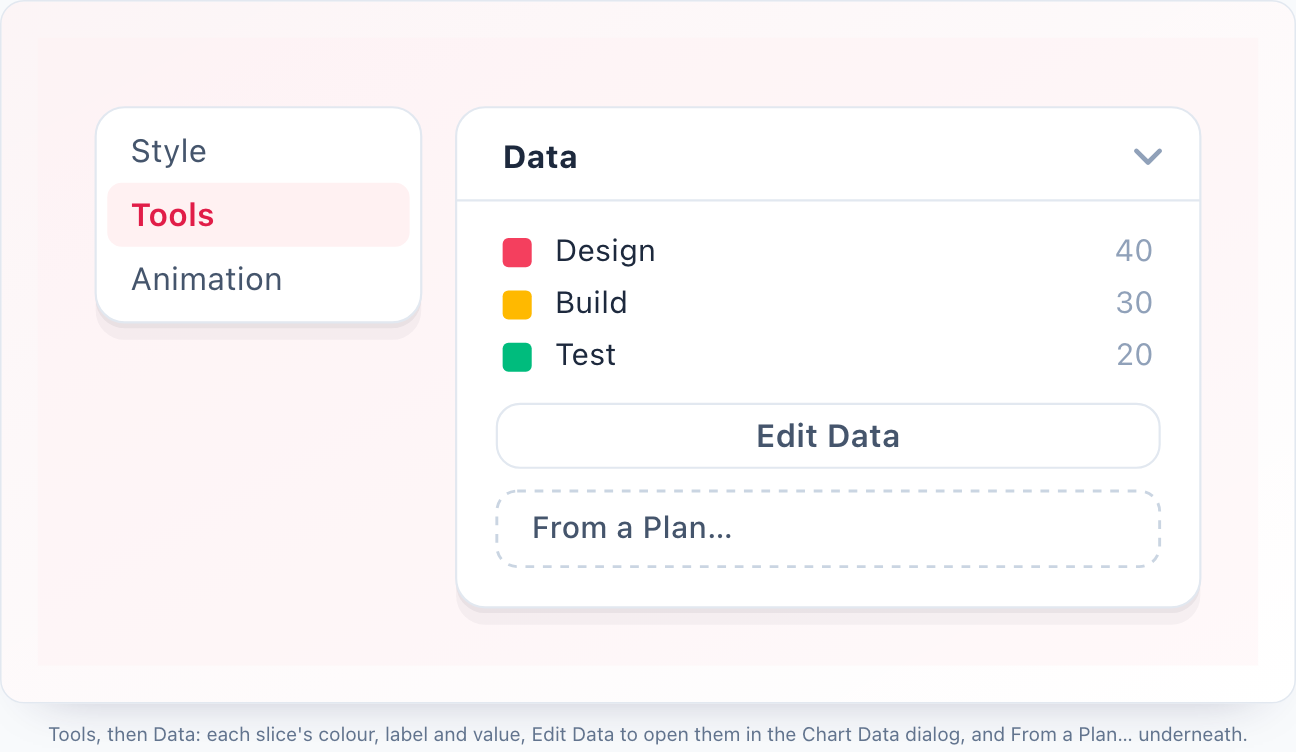 Style
Tools
Animation
Data
Design 40
Build 30
Test 20
Edit Data
From a Plan...
Tools, then Data: each slice's colour, label and value, Edit Data to open them in the Chart Data dialog, and From a Plan... underneath.